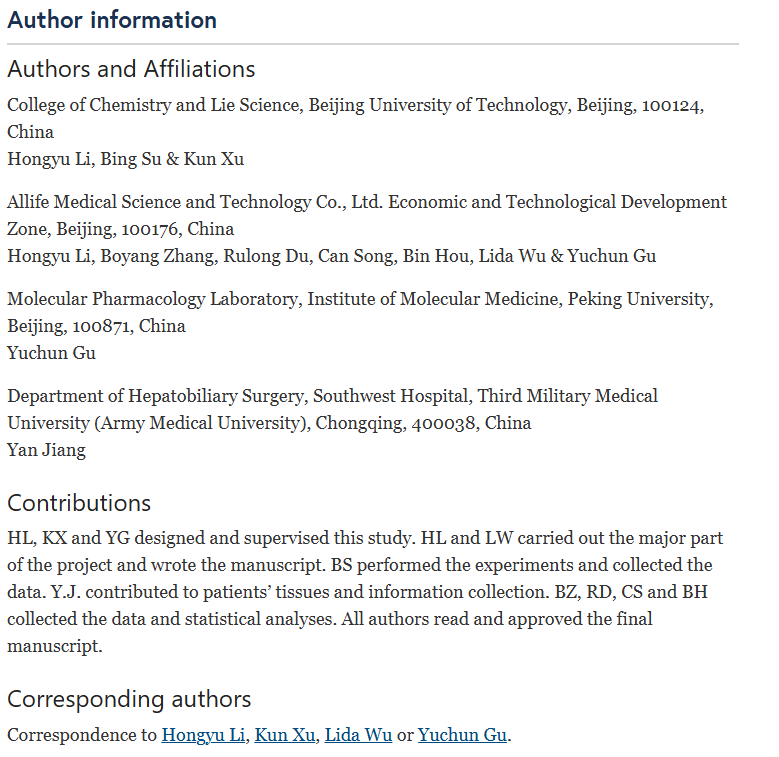 Author information
Authors and Affiliations
College of Chemistry and Lie Science, Beijing University of Technology, Beijing, 100124,
China
Hongyu Li, Bing Su & Kun Xu
Allife Medical Science and Technology Co., Ltd. Economic and Technological Development
Zone, Beijing, 100176, China
Hongyu Li, Boyang Zhang, Rulong Du, Can Song, Bin Hou, Lida Wu & Yuchun Gu
Molecular Pharmacology Laboratory, Institute of Molecular Medicine, Peking University,
Beijing, 100871, China
Yuchun Gu
Department of Hepatobiliary Surgery, Southwest Hospital, Third Military Medical
University (Army Medical University), Chongqing, 400038, China
Yan Jiang
Contributions
HL, KX and YG designed and supervised this study. HL and LW carried out the major part
of the project and wrote the manuscript. BS performed the experiments and collected the
data. Y.J. contributed to patients’ tissues and information collection. BZ, RD, CS and BH
collected the data and statistical analyses. All authors read and approved the final
manuscript.
Corresponding authors
Correspondence to Hongyu Li, Kun Xu, Lida Wu or Yuchun Gu.